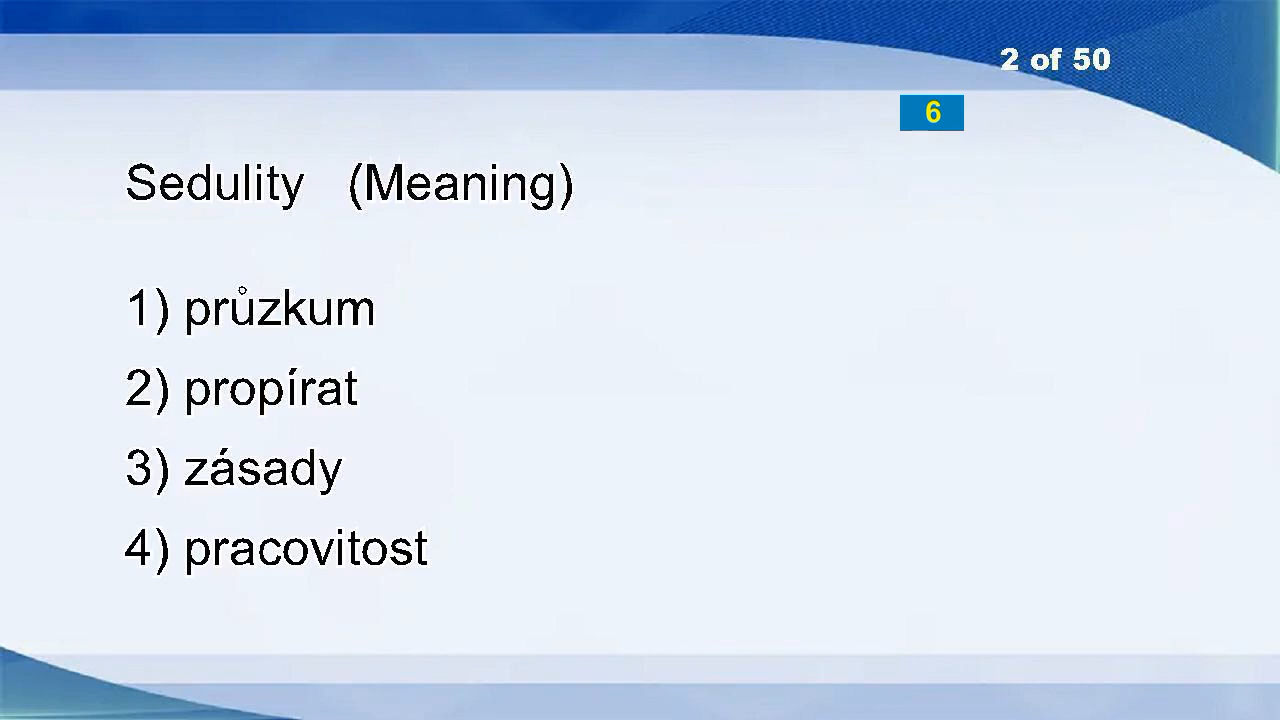 2 of 50
6
Sedulity (Meaning)
1) průzkum
2) propírat
3) zásady
4) pracovitost